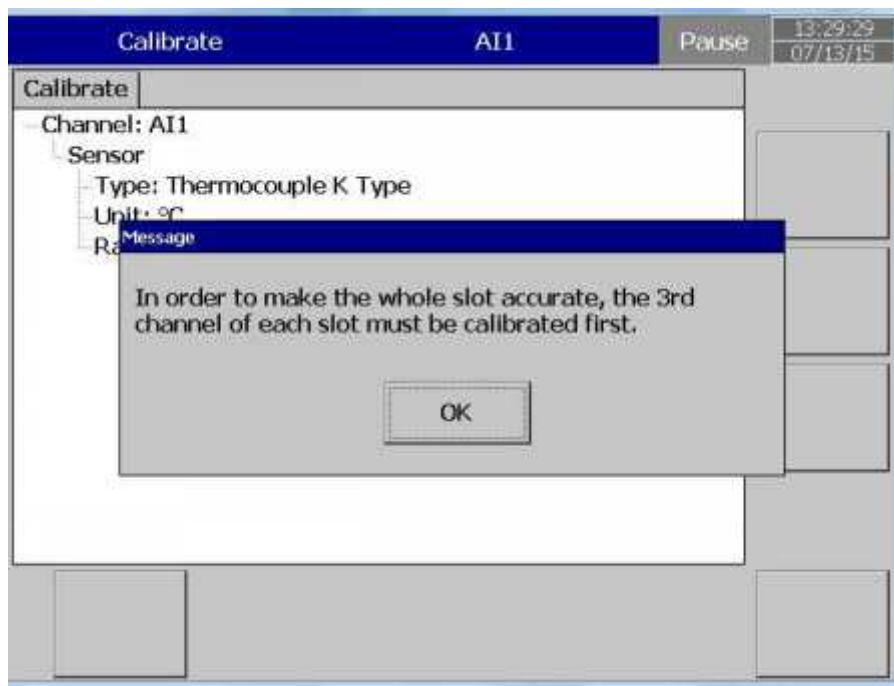 Calibrate AI1 Pause 13:29:29
07/13/15
Calibrate
Channel: AI1
Sensor
Type: Thermocouple K Type
Unit: °C
Message
In order to make the whole slot accurate, the 3rd
channel of each slot must be calibrated first.
OK